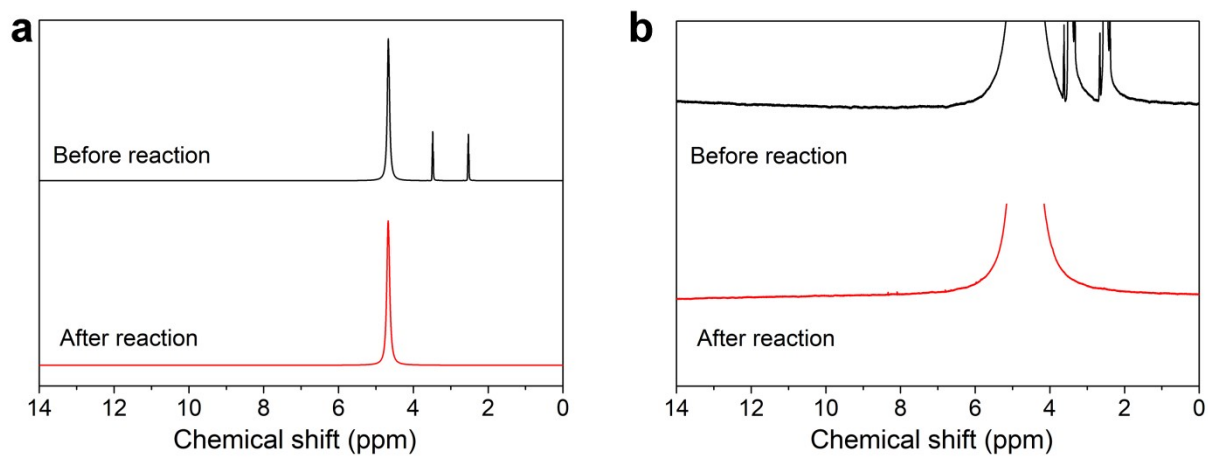 a
Before reaction
After reaction
14 12 10 8 6 4 2 0
Chemical shift (ppm)
b
Before reaction
After reaction
14 12 10 8 6 4 2 0
Chemical shift (ppm)